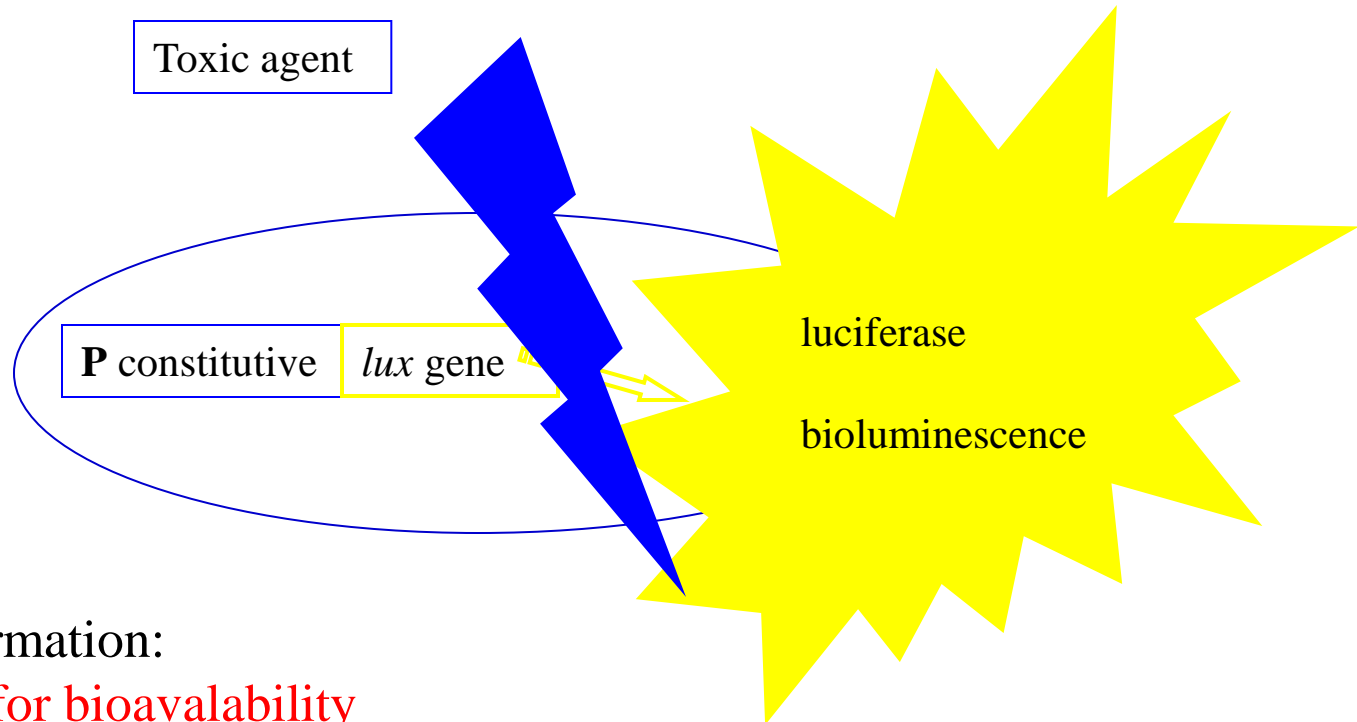 Toxic agent
P constitutive
lux gene
luciferase
bioluminescence
rmation:
for bioavalability